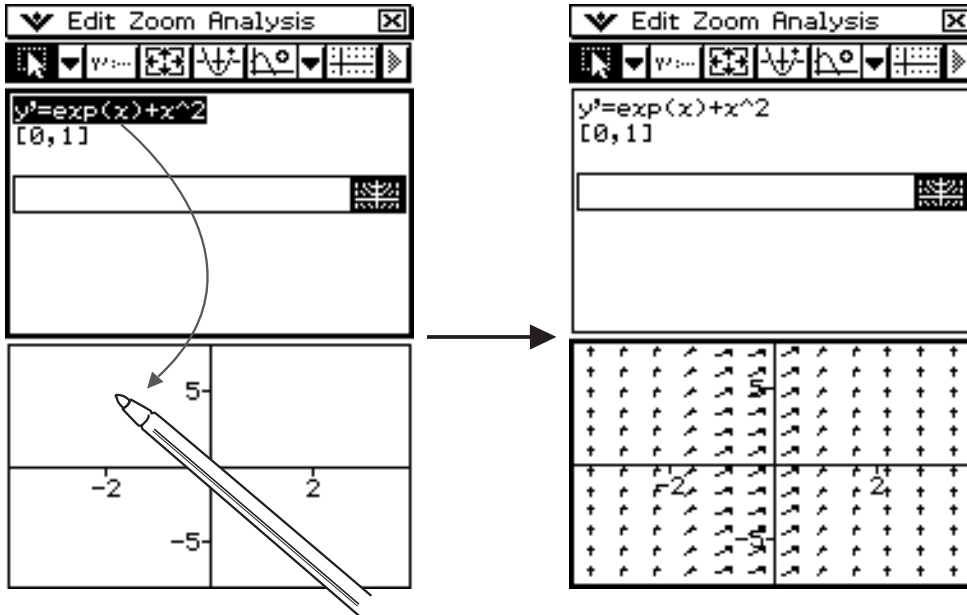 Edit Zoom Analysis
y'=exp(x)+x^2
[0,1]
5
-2 2
-5
Edit Zoom Analysis
y'=exp(x)+x^2
[0,1]
5
-2 2
-5